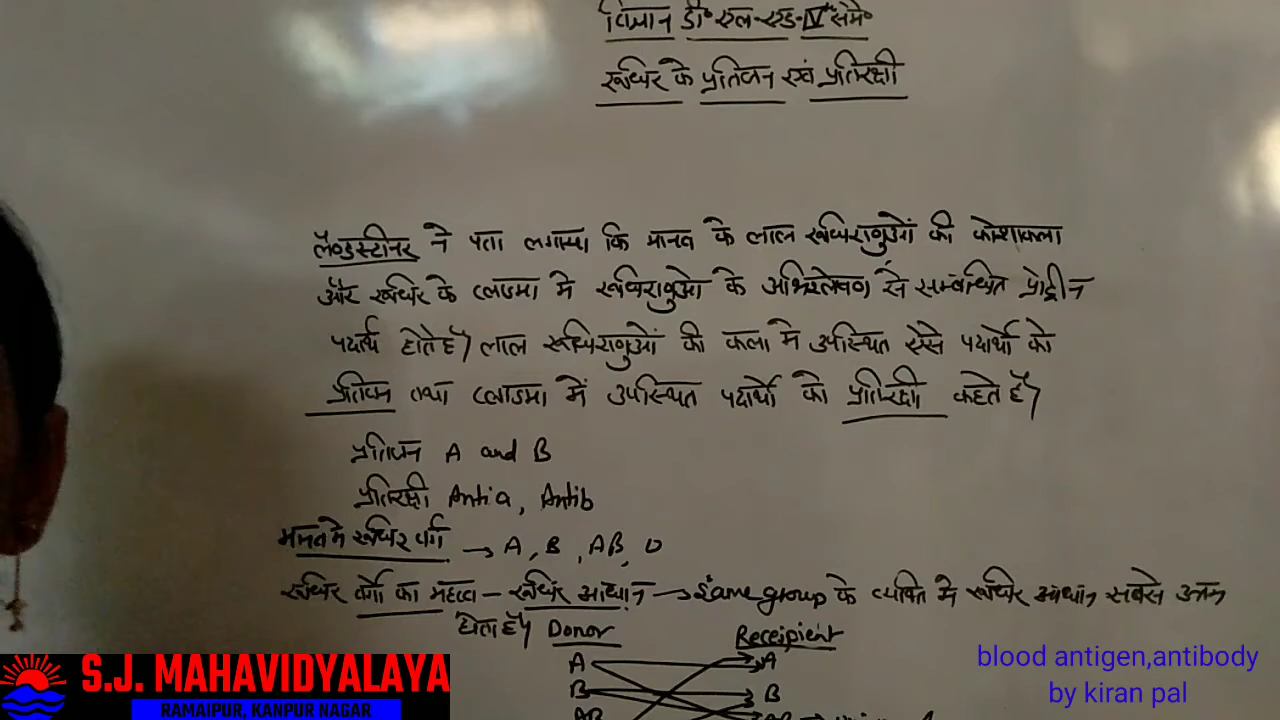 विज्ञान डी॰ एल॰ एड॰ IV सेमे॰
रूधिर के प्रतिजन एवं प्रतिरक्षी
लैण्डस्टीनर ने पता लगाया कि मानव के लाल रूधिराणुओं की कोशाकला
और रूधिर के प्लाज्मा में रूधिराणुओं के अभिश्लेषण से सम्बंधित प्रोटीन
पदार्थ होते हैं। लाल रूधिराणुओं की कला में उपस्थित ऐसे पदार्थो को
प्रतिजन तथा प्लाज्मा में उपस्थित पदार्थो को प्रतिरक्षी कहते हैं।
प्रतिजन A and B
प्रतिरक्षी Anti a, Anti b
मानव में रूधिर वर्ग → A, B, AB, O
रूधिर वर्गो का महत्व – रूधिर आधान → Same group के व्यक्ति में रूधिर आधान सबसे उत्तम
होता है। Donor Receipient
A A
B B
AB
blood antigen,antibody
by kiran pal
S.J. MAHAVIDYALAYA
RAMAIPUR, KANPUR NAGAR